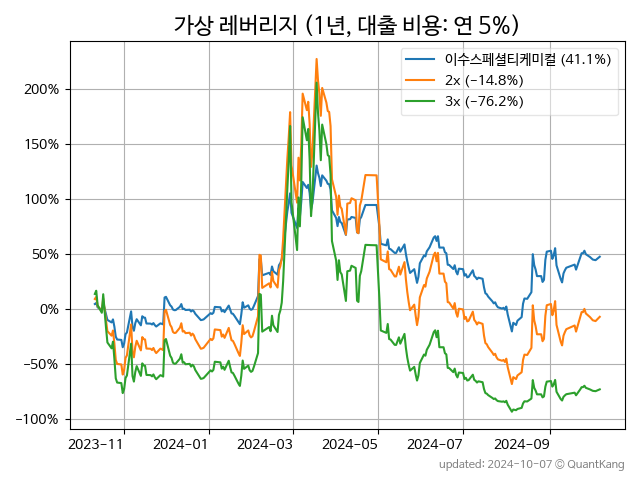 가상 레버리지 (1년, 대출 비용: 연 5%)
이수스페셜티케미컬 (41.1%)
2x (−14.8%)
3x (−76.2%)
200%
150%
100%
50%
0%
−50%
−100%
2023-11 2024-01 2024-03 2024-05 2024-07 2024-09
updated: 2024-10-07 © QuantKang